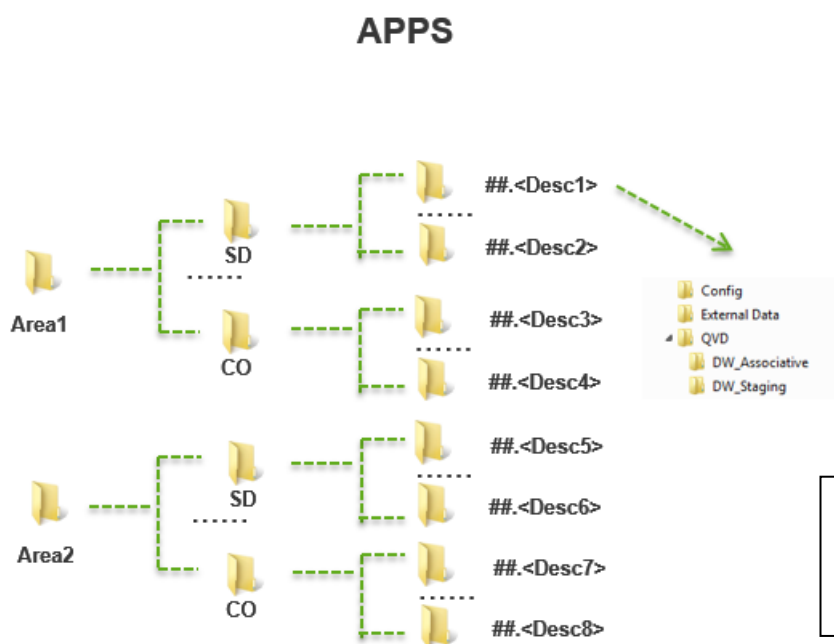 APPS
##.<Desc1>
SD
##.<Desc2>
Config
Area1
##.<Desc3>
External Data
QVD
CO
DW_Associative
##.<Desc4>
DW_Staging
##.<Desc5>
SD
##.<Desc6>
Area2
##.<Desc7>
CO
##.<Desc8>